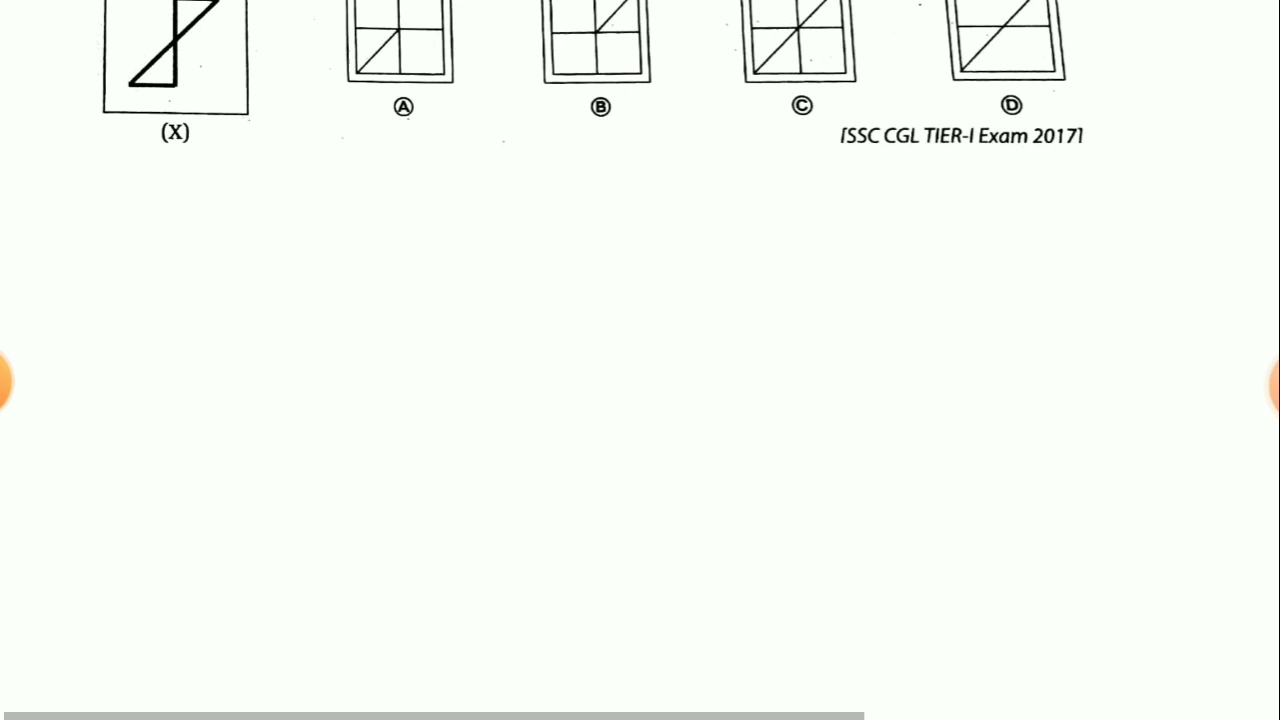 Ⓐ Ⓑ Ⓒ Ⓓ
(X)
[SSC CGL TIER-I Exam 2017]